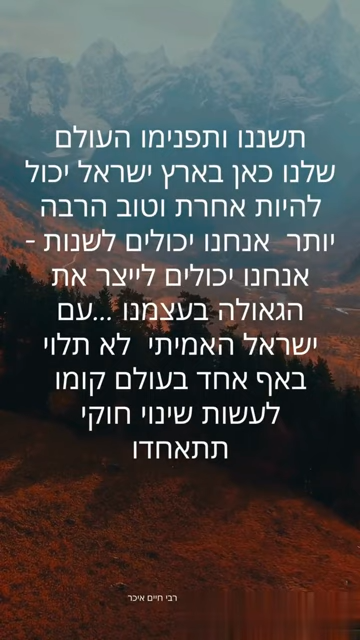 תשננו ותפנימו העולם
שלנו כאן בארץ ישראל יכול
להיות אחרת וטוב הרבה
יותר  אנחנו יכולים לשנות -
אנחנו יכולים לייצר את
הגאולה בעצמנו ...עם
ישראל האמיתי  לא תלוי
באף אחד בעולם קומו
לעשות שינוי חוקי
תתאחדו
רבי חיים איכר